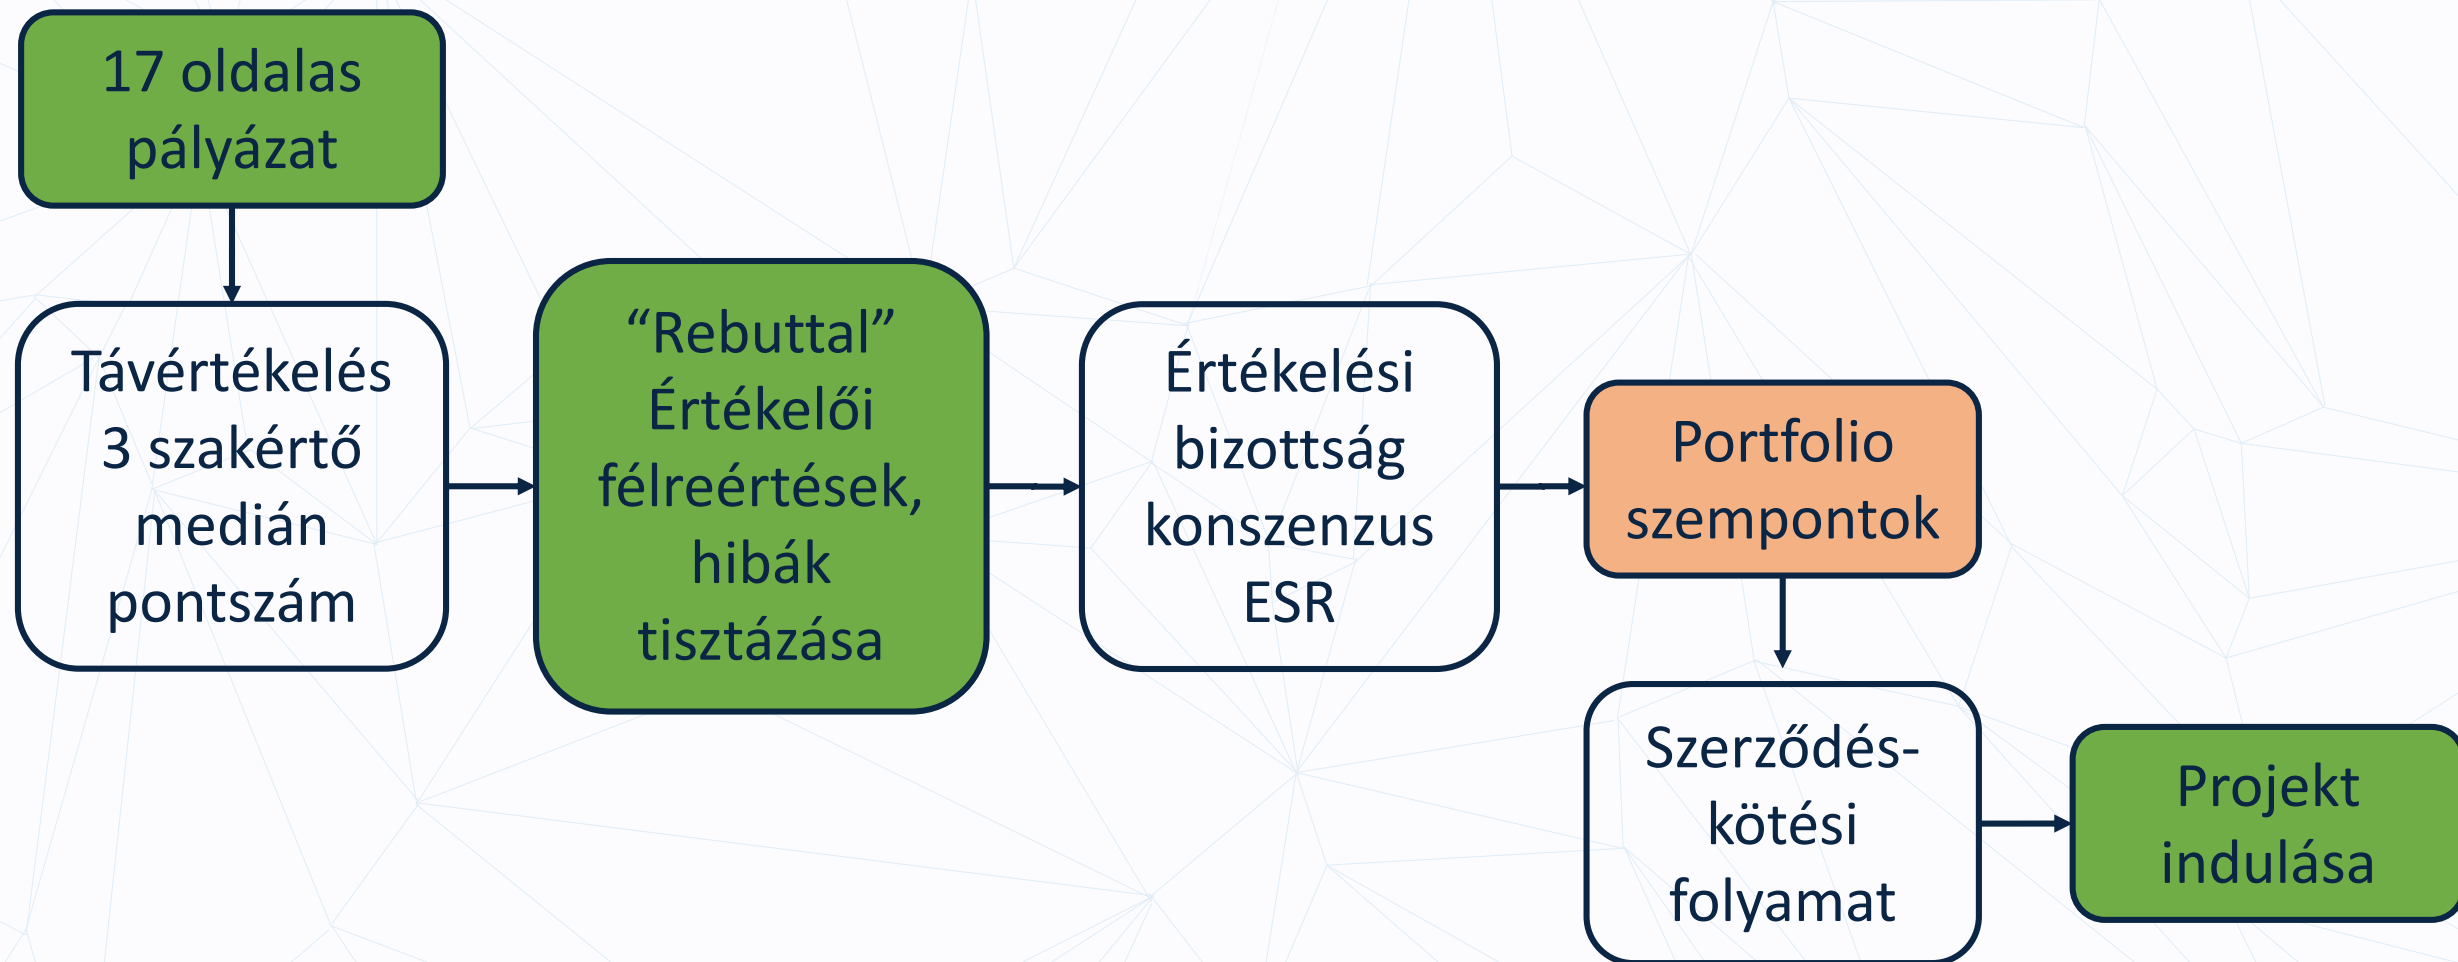 17 oldalas
pályázat
Távértékelés
3 szakértő
medián
pontszám
“Rebuttal”
Értékelői
félreértések,
hibák
tisztázása
Értékelési
bizottság
konszenzus
ESR
Portfolio
szempontok
Szerződés-
kötési
folyamat
Projekt
indulása